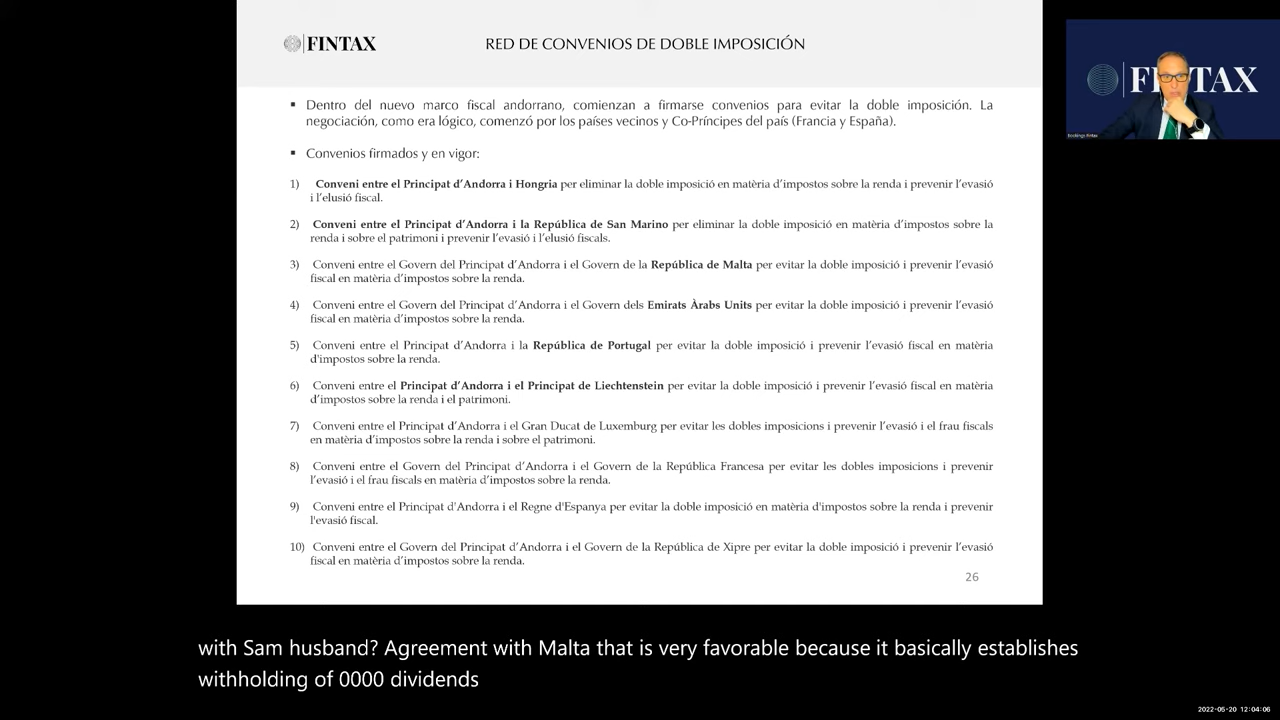 FINTAX
RED DE CONVENIOS DE DOBLE IMPOSICIÓN
▪ Dentro del nuevo marco fiscal andorrano, comienzan a firmarse convenios para evitar la doble imposición. La
negociación, como era lógico, comenzó por los países vecinos y Co-Príncipes del país (Francia y España).
▪ Convenios firmados y en vigor:
1) Conveni entre el Principat d'Andorra i Hongria per eliminar la doble imposició en matèria d'impostos sobre la renda i prevenir l'evasió
i l'elusió fiscal.
2) Conveni entre el Principat d'Andorra i la República de San Marino per eliminar la doble imposició en matèria d'impostos sobre la
renda i sobre el patrimoni i prevenir l'evasió i l'elusió fiscals.
3) Conveni entre el Govern del Principat d'Andorra i el Govern de la República de Malta per evitar la doble imposició i prevenir l'evasió
fiscal en matèria d'impostos sobre la renda.
4) Conveni entre el Govern del Principat d'Andorra i el Govern dels Emirats Àrabs Units per evitar la doble imposició i prevenir l'evasió
fiscal en matèria d'impostos sobre la renda.
5) Conveni entre el Principat d'Andorra i la República de Portugal per evitar la doble imposició i prevenir l'evasió fiscal en matèria
d'impostos sobre la renda.
6) Conveni entre el Principat d'Andorra i el Principat de Liechtenstein per evitar la doble imposició i prevenir l'evasió fiscal en matèria
d'impostos sobre la renda i el patrimoni.
7) Conveni entre el Principat d'Andorra i el Gran Ducat de Luxemburg per evitar les dobles imposicions i prevenir l'evasió i el frau fiscals
en matèria d'impostos sobre la renda i sobre el patrimoni.
8) Conveni entre el Govern del Principat d'Andorra i el Govern de la República Francesa per evitar les dobles imposicions i prevenir
l'evasió i el frau fiscals en matèria d'impostos sobre la renda.
9) Conveni entre el Principat d'Andorra i el Regne d'Espanya per evitar la doble imposició en matèria d'impostos sobre la renda i prevenir
l'evasió fiscal.
10) Conveni entre el Govern del Principat d'Andorra i el Govern de la República de Xipre per evitar la doble imposició i prevenir l'evasió
fiscal en matèria d'impostos sobre la renda.
26
FINTAX
Bookings Fintax
with Sam husband? Agreement with Malta that is very favorable because it basically establishes
withholding of 0000 dividends
2022-05-20 12:04:06